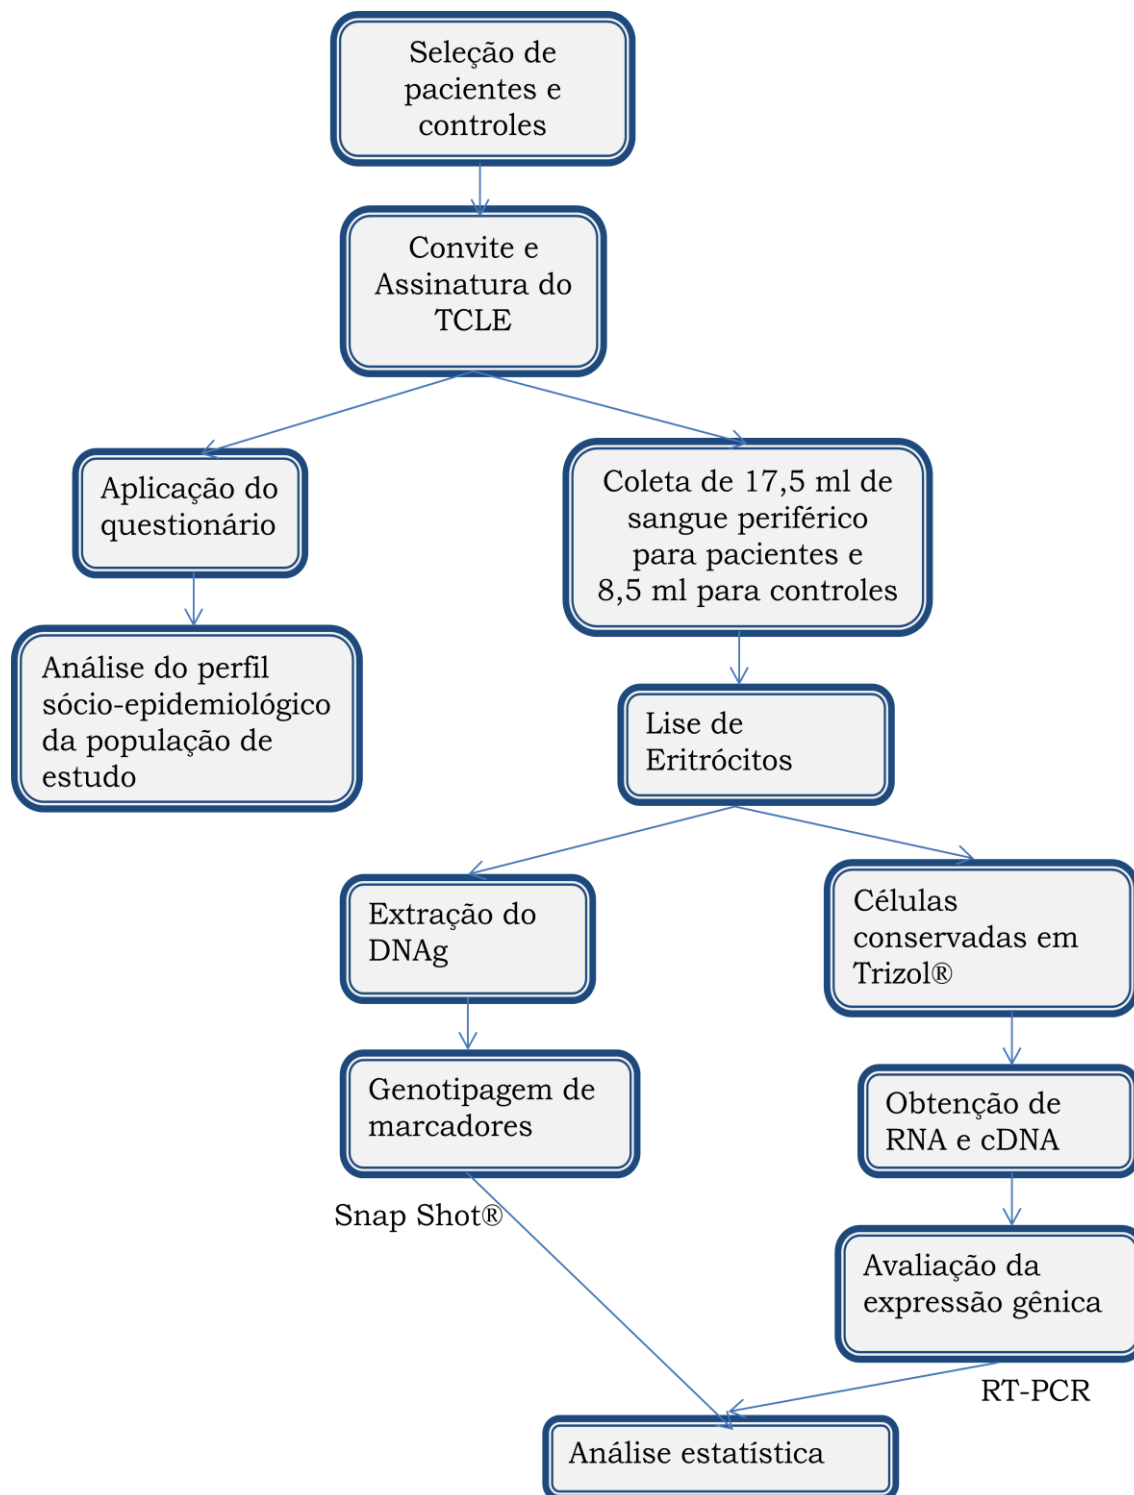 Seleção de
pacientes e
controles
Convite e
Assinatura do
TCLE
Aplicação do
questionário
Coleta de 17,5 ml de
sangue periférico
para pacientes e
8,5 ml para controles
Análise do perfil
sócio-epidemiológico
da população de
estudo
Lise de
Eritrócitos
Extração do
DNAg
Células
conservadas em
Trizol®
Genotipagem de
marcadores
Obtenção de
RNA e cDNA
Snap Shot®
Avaliação da
expressão gênica
RT-PCR
Análise estatística